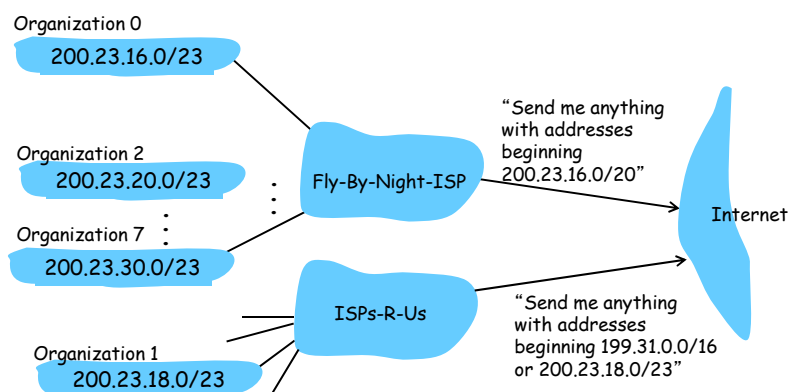 Organization 0
200.23.16.0/23
Organization 2
200.23.20.0/23
Organization 7
200.23.30.0/23
Organization 1
200.23.18.0/23
Fly-By-Night-ISP
ISPs-R-Us
“Send me anything
with addresses
beginning
200.23.16.0/20”
Internet
“Send me anything
with addresses
beginning 199.31.0.0/16
or 200.23.18.0/23”